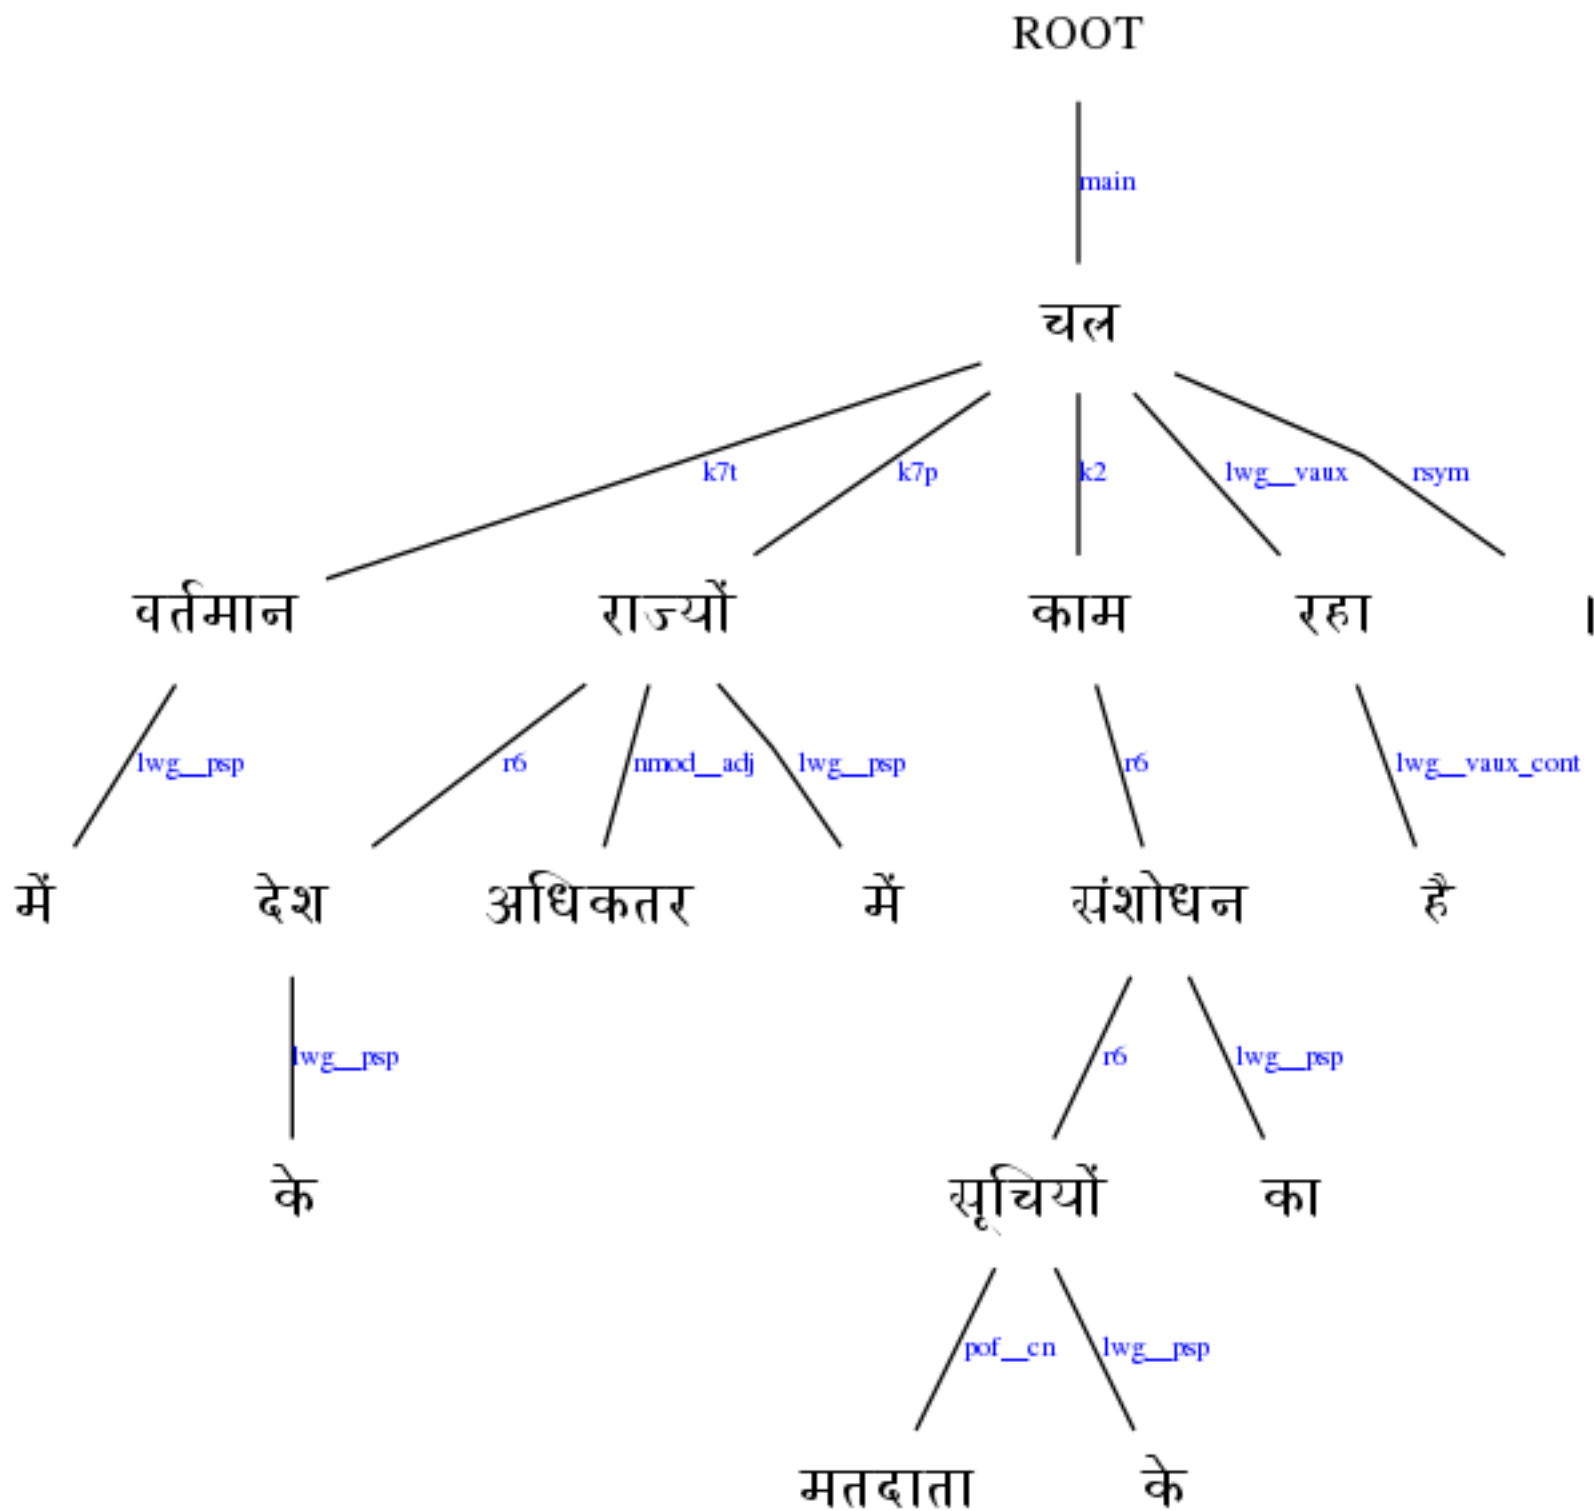 ROOT
main
चल
k7t k7p k2 lwg__vaux rsym
वर्तमान राज्यों काम रहा ।
lwg__psp r6 nmod__adj lwg__psp r6 lwg__vaux_cont
में देश अधिकतर में संशोधन है
lwg__psp r6 lwg__psp
के सूचियों का
pof__cn lwg__psp
मतदाता के